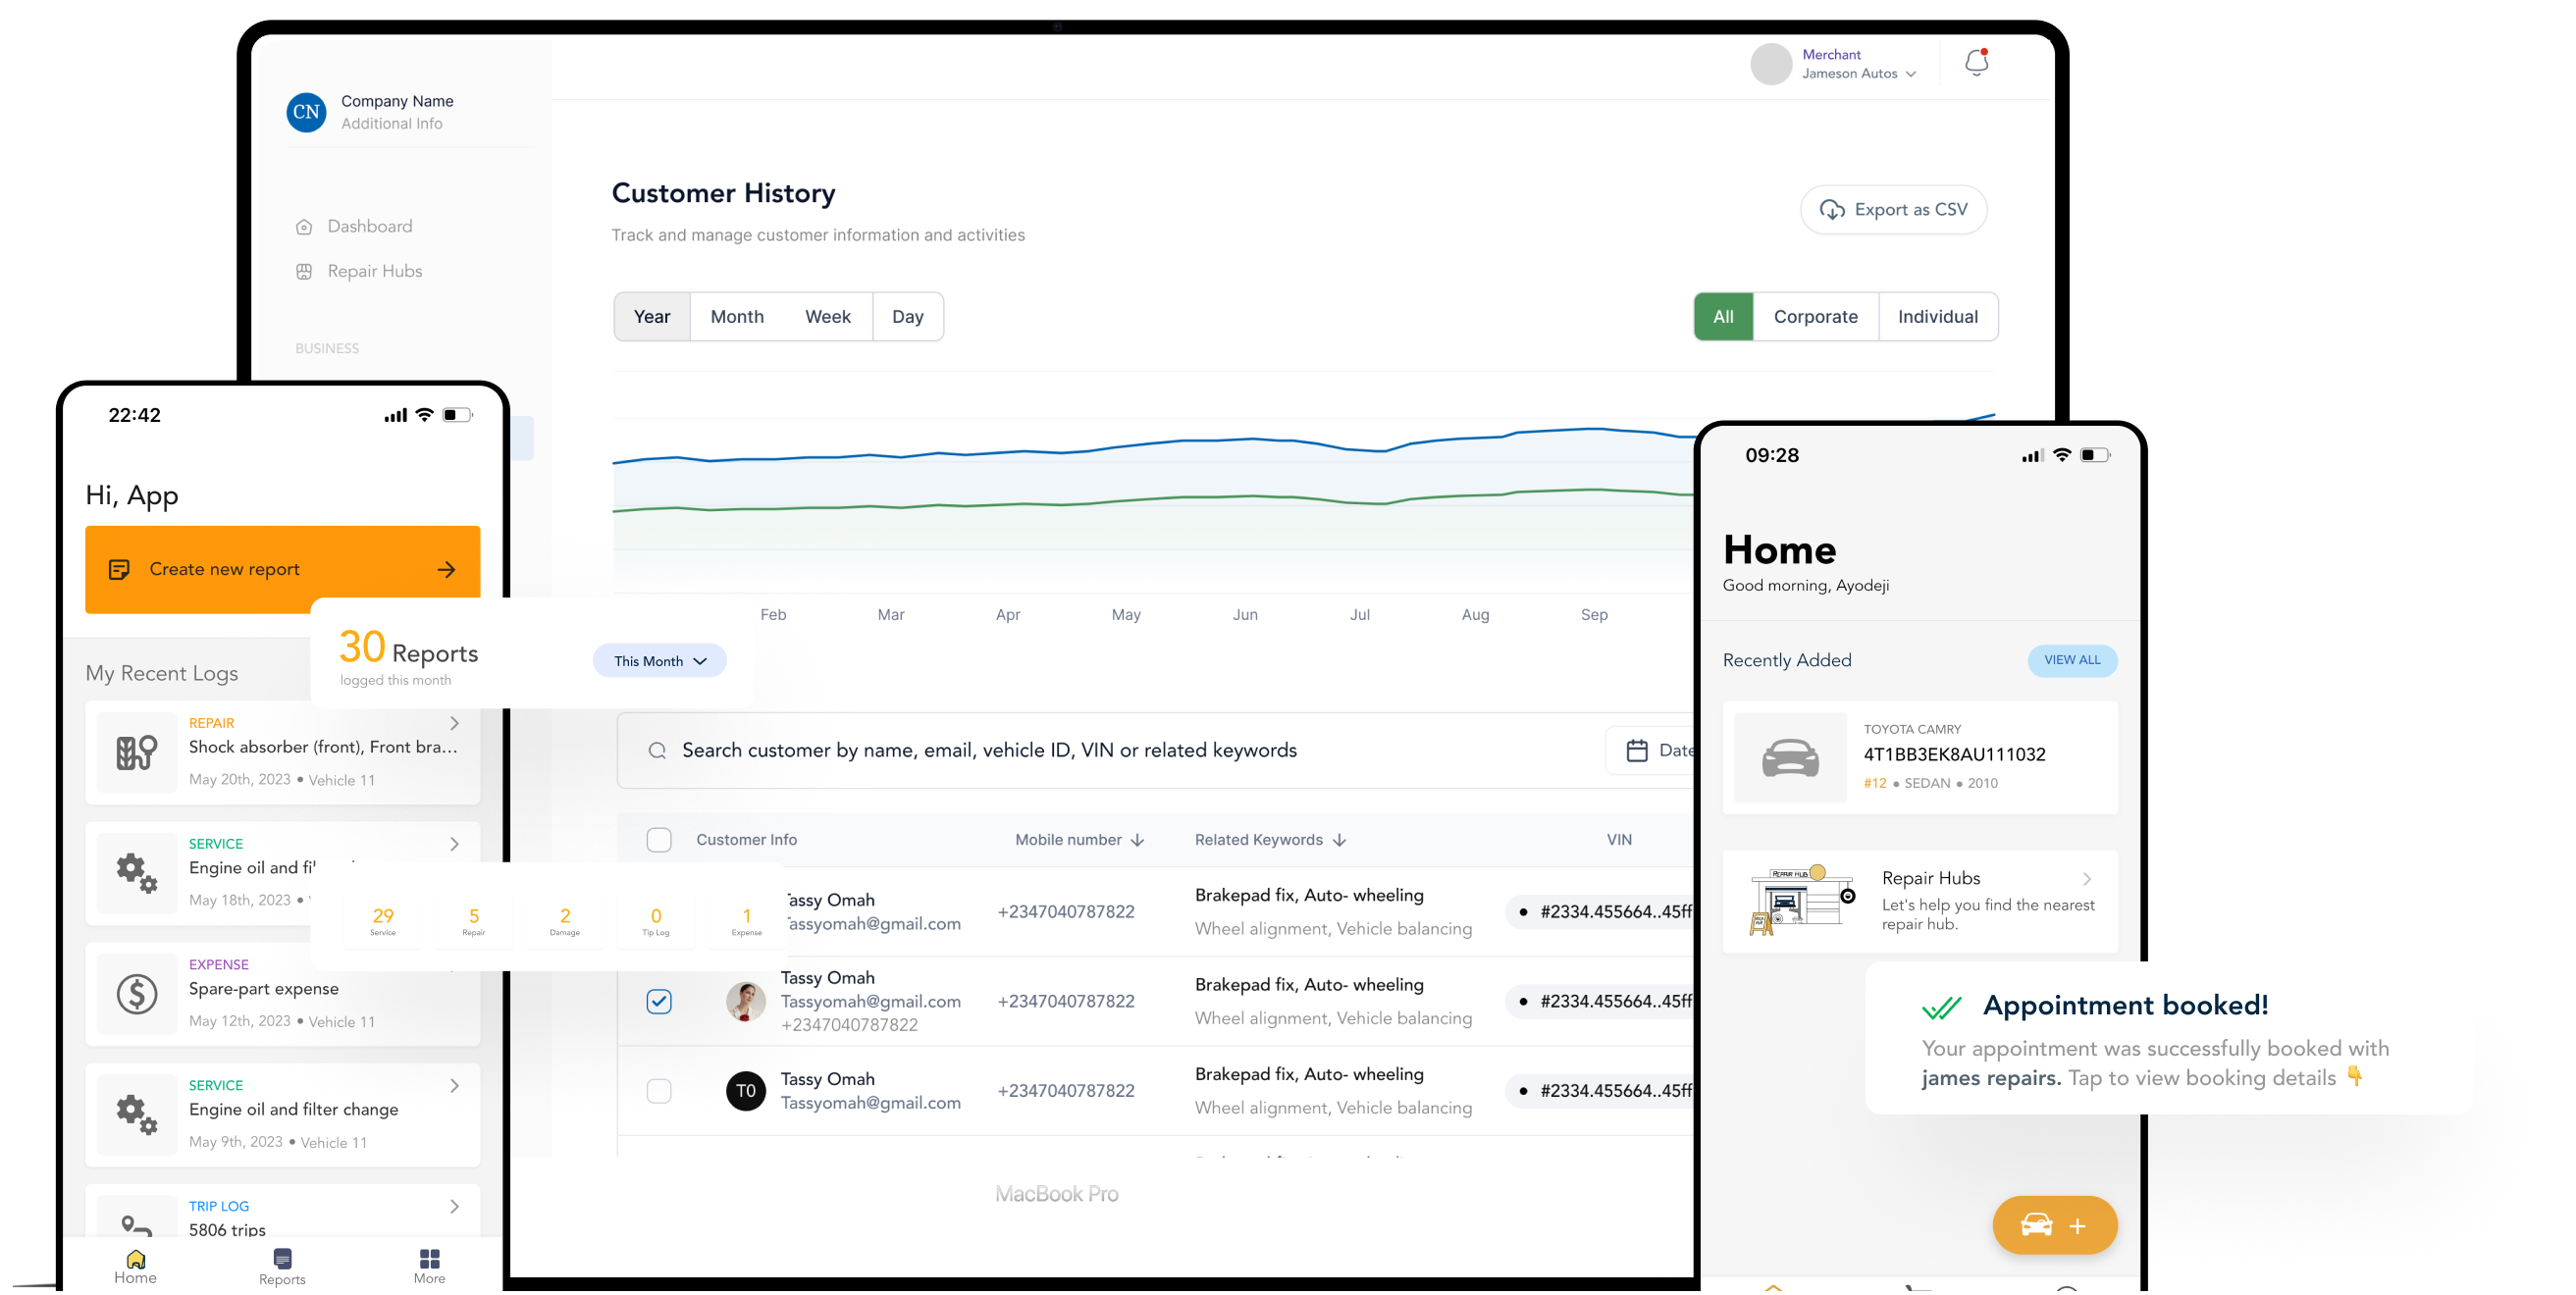 Merchant
Jameson Autos
CN
Company Name
Additional Info
Dashboard
Repair Hubs
BUSINESS
Customer History
Track and manage customer information and activities
Export as CSV
Year Month Week Day
All Corporate Individual
Feb Mar Apr May Jun Jul Aug Sep
Search customer by name, email, vehicle ID, VIN or related keywords
Date
Customer Info Mobile number Related Keywords VIN
Tassy Omah
Tassyomah@gmail.com
+2347040787822
Brakepad fix, Auto- wheeling
Wheel alignment, Vehicle balancing
#2334.455664..45ff
Tassy Omah
Tassyomah@gmail.com
+2347040787822
+2347040787822
Brakepad fix, Auto- wheeling
Wheel alignment, Vehicle balancing
#2334.455664..45ff
TO
Tassy Omah
Tassyomah@gmail.com
+2347040787822
Brakepad fix, Auto- wheeling
Wheel alignment, Vehicle balancing
#2334.455664..45ff
MacBook Pro
22:42
Hi, App
Create new report
30 Reports
logged this month
This Month
My Recent Logs
REPAIR
Shock absorber (front), Front bra...
May 20th, 2023 • Vehicle 11
SERVICE
Engine oil and fil
May 18th, 2023 •
29 Service
5 Repair
2 Damage
0 Tip Log
1 Expense
EXPENSE
Spare-part expense
May 12th, 2023 • Vehicle 11
SERVICE
Engine oil and filter change
May 9th, 2023 • Vehicle 11
TRIP LOG
5806 trips
Home Reports More
09:28
Home
Good morning, Ayodeji
Recently Added
VIEW ALL
TOYOTA CAMRY
4T1BB3EK8AU111032
#12 • SEDAN • 2010
REPAIR HUB
Repair Hubs
Let's help you find the nearest
repair hub.
Appointment booked!
Your appointment was successfully booked with
james repairs. Tap to view booking details 👇